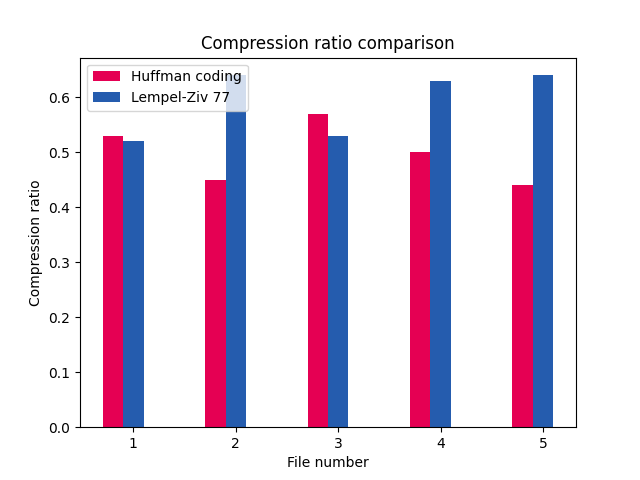 Compression ratio comparison
Huffman coding
Lempel-Ziv 77
Compression ratio
0.6
0.5
0.4
0.3
0.2
0.1
0.0
1 2 3 4 5
File number